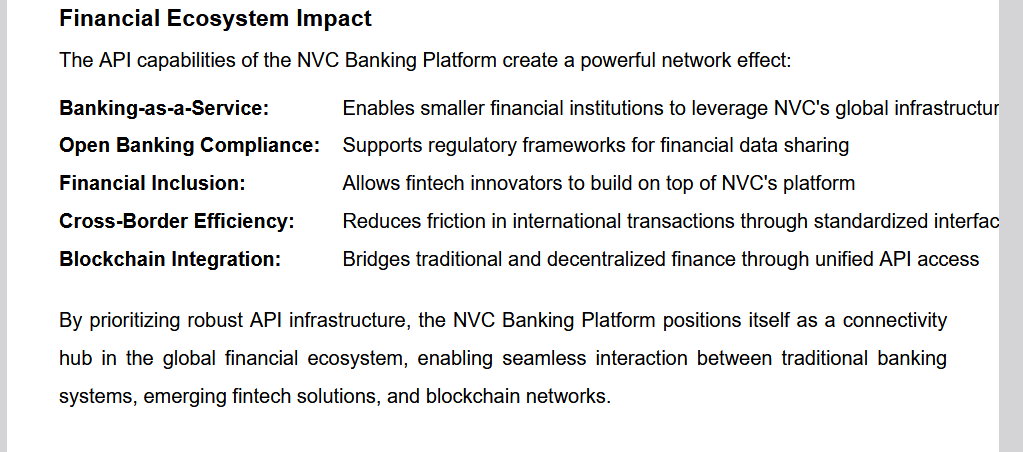 Financial Ecosystem Impact
The API capabilities of the NVC Banking Platform create a powerful network effect:
Banking-as-a-Service: Enables smaller financial institutions to leverage NVC's global infrastructur
Open Banking Compliance: Supports regulatory frameworks for financial data sharing
Financial Inclusion: Allows fintech innovators to build on top of NVC's platform
Cross-Border Efficiency: Reduces friction in international transactions through standardized interfac
Blockchain Integration: Bridges traditional and decentralized finance through unified API access
By prioritizing robust API infrastructure, the NVC Banking Platform positions itself as a connectivity
hub in the global financial ecosystem, enabling seamless interaction between traditional banking
systems, emerging fintech solutions, and blockchain networks.